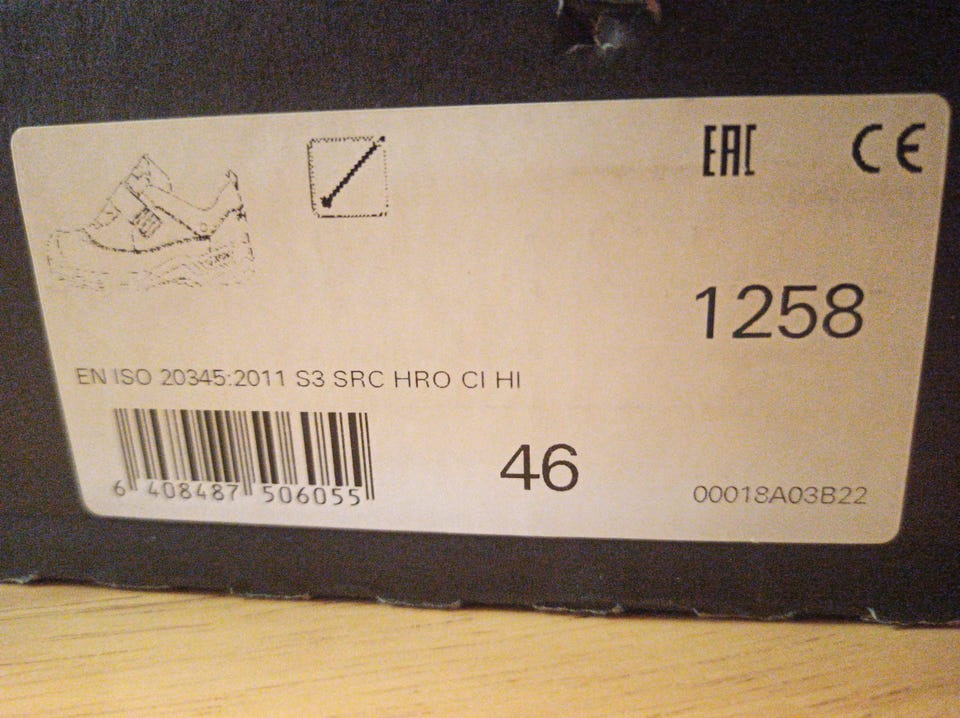 EAC CE
1258
EN ISO 20345:2011 S3 SRC HRO CI HI
46
6 408487 506055
00018A03B22